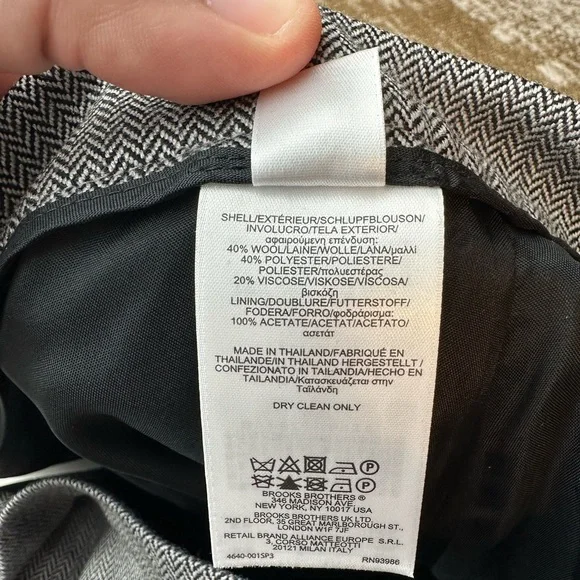 SHELL/EXTÉRIEUR/SCHLUPFBLOUSON/
INVOLUCRO/TELA EXTERIOR/
αφαιρούμενη επένδυση:
40% WOOL/LAINE/WOLLE/LANA/μαλλί
40% POLYESTER/POLIESTERE/
POLIESTER/πολυεστέρας
20% VISCOSE/VISKOSE/VISCOSA/
βισκόζη
LINING/DOUBLURE/FUTTERSTOFF/
FODERA/FORRO/φοδράρισμα:
100% ACETATE/ACETAT/ACETATO/
ασετάτ
MADE IN THAILAND/FABRIQUÉ EN
THAILANDE/IN THAILAND HERGESTELLT /
CONFEZIONATO IN TAILANDIA/HECHO EN
TAILANDIA/Κατασκευάζεται στην
Ταϊλάνδη
DRY CLEAN ONLY
P
P
BROOKS BROTHERS ®
346 MADISON AVE
NEW YORK, NY 10017 USA
BROOKS BROTHERS UK LTD.
2ND FLOOR, 35 GREAT MARLBOROUGH ST.,
LONDON W1F 7JF
RETAIL BRAND ALLIANCE EUROPE S.R.L.
3, CORSO MATTEOTTI
20121 MILAN ITALY
4640-001SP3 RN93986